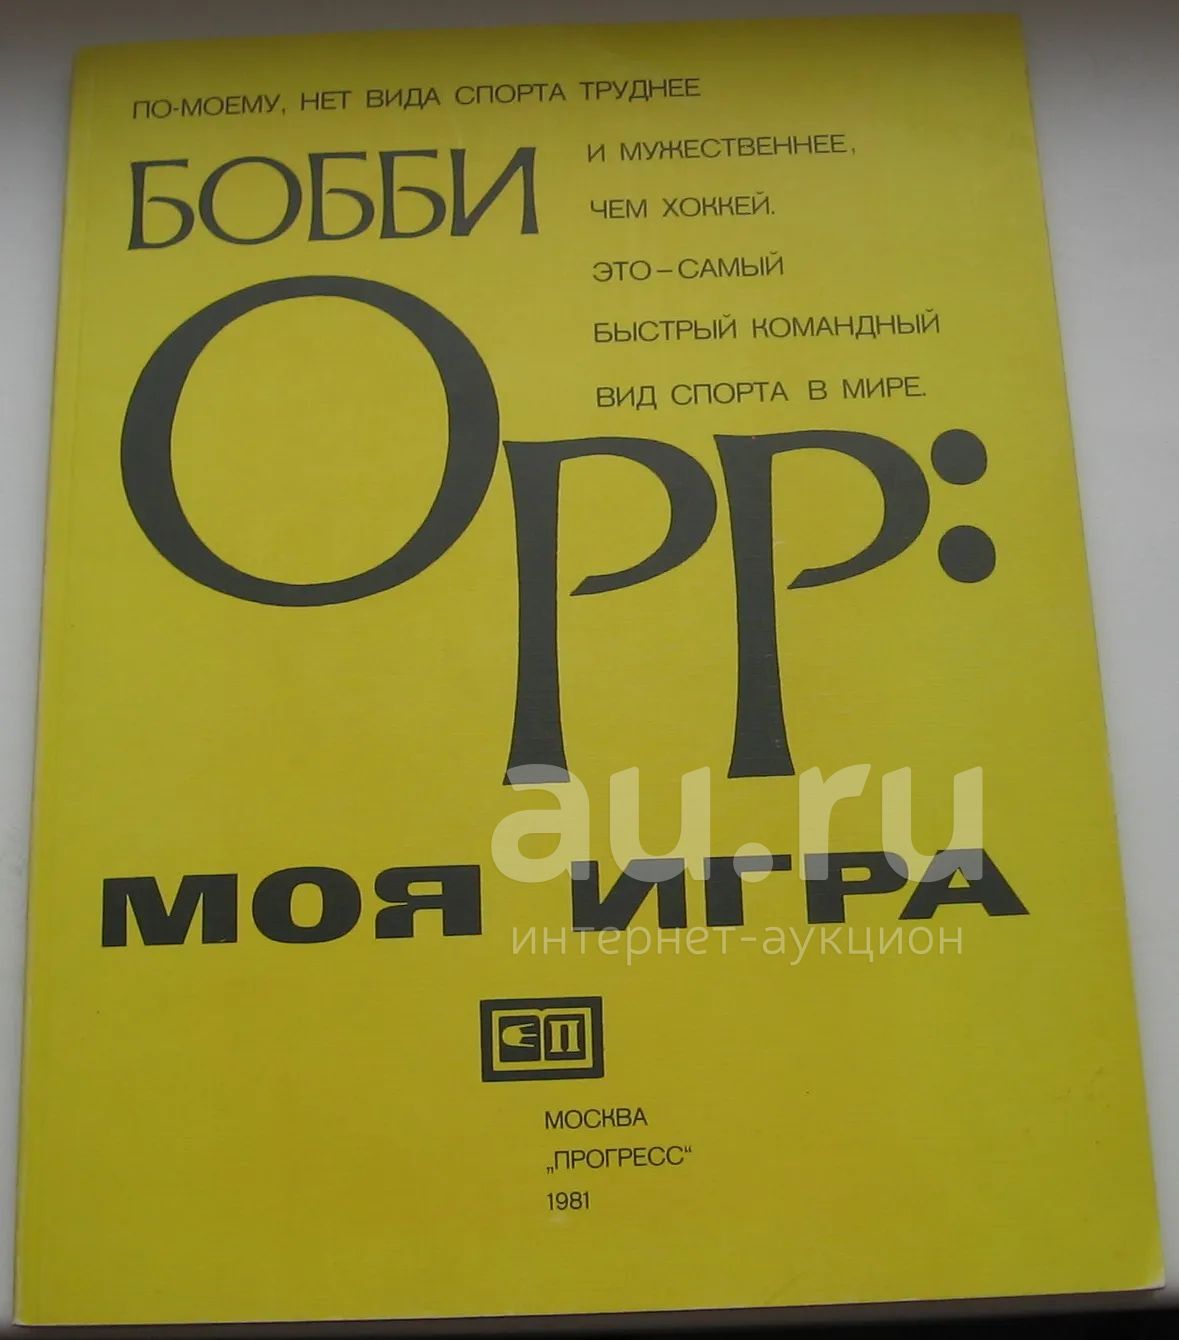 ПО-МОЕМУ, НЕТ ВИДА СПОРТА ТРУДНЕЕ
И МУЖЕСТВЕННЕЕ,
ЧЕМ ХОККЕЙ.
ЭТО – САМЫЙ
БЫСТРЫЙ КОМАНДНЫЙ
ВИД СПОРТА В МИРЕ.
БОББИ
ОРР:
МОЯ ИГРА
au.ru
интернет-аукцион
П
МОСКВА
„ПРОГРЕСС“
1981